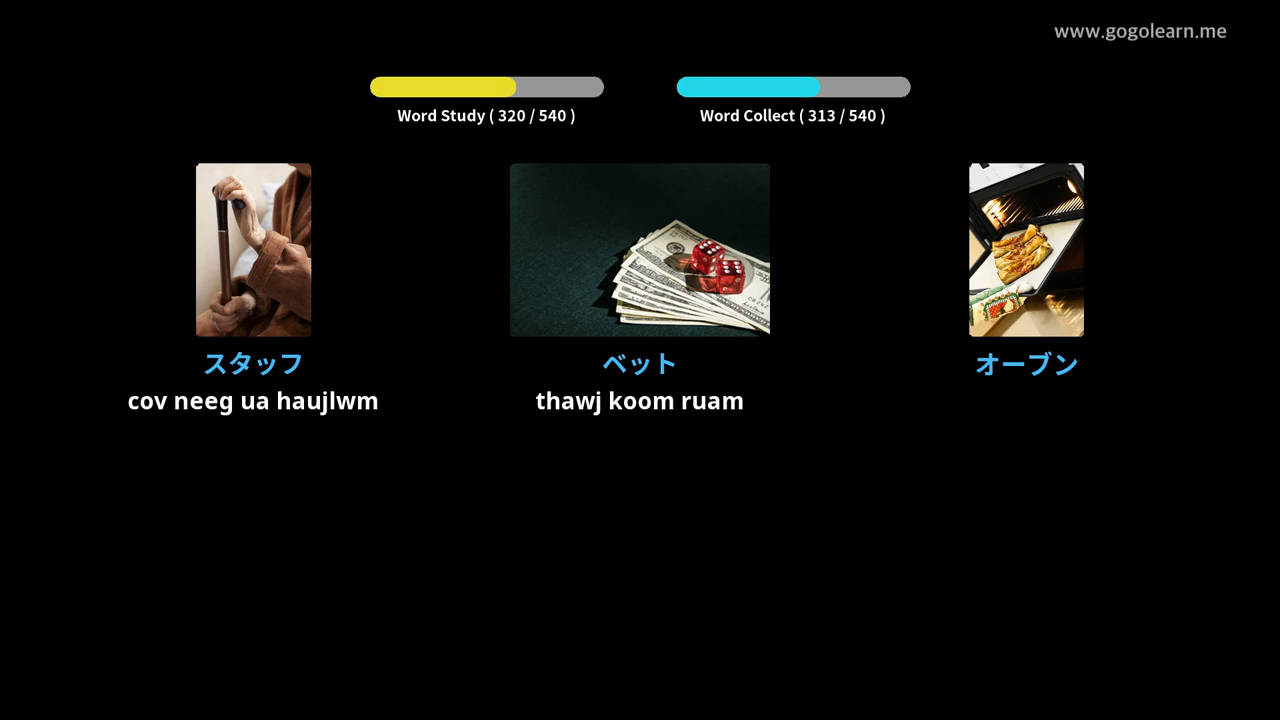 www.gogolearn.me
Word Study ( 320 / 540 )
Word Collect ( 313 / 540 )
スタッフ
ベット
オーブン
cov neeg ua haujlwm
thawj koom ruam